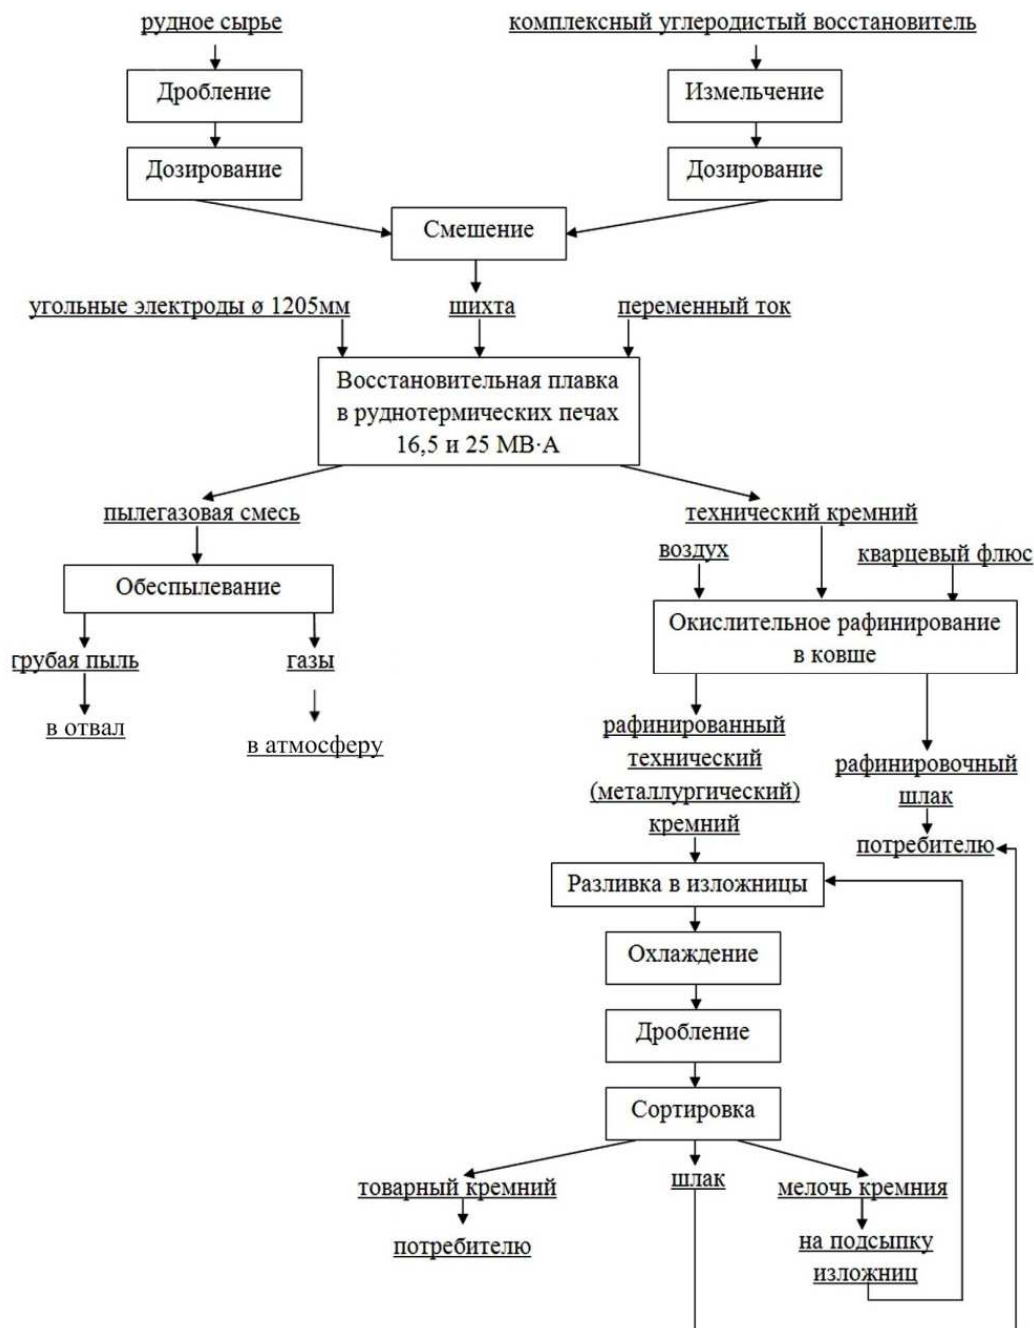 рудное сырье
комплексный углеродистый восстановитель
Дробление
Измельчение
Дозирование
Дозирование
Смешение
угольные электроды ø 1205мм
шихта
переменный ток
Восстановительная плавка
в руднотермических печах
16,5 и 25 МВ·А
пылегазовая смесь
технический кремний
воздух
кварцевый флюс
Обеспылевание
Окислительное рафинирование
в ковше
грубая пыль
газы
в отвал
в атмосферу
рафинированный
технический
(металлургический)
кремний
рафинировочный
шлак
потребителю
Разливка в изложницы
Охлаждение
Дробление
Сортировка
товарный кремний
шлак
мелочь кремния
потребителю
на подсыпку
изложниц